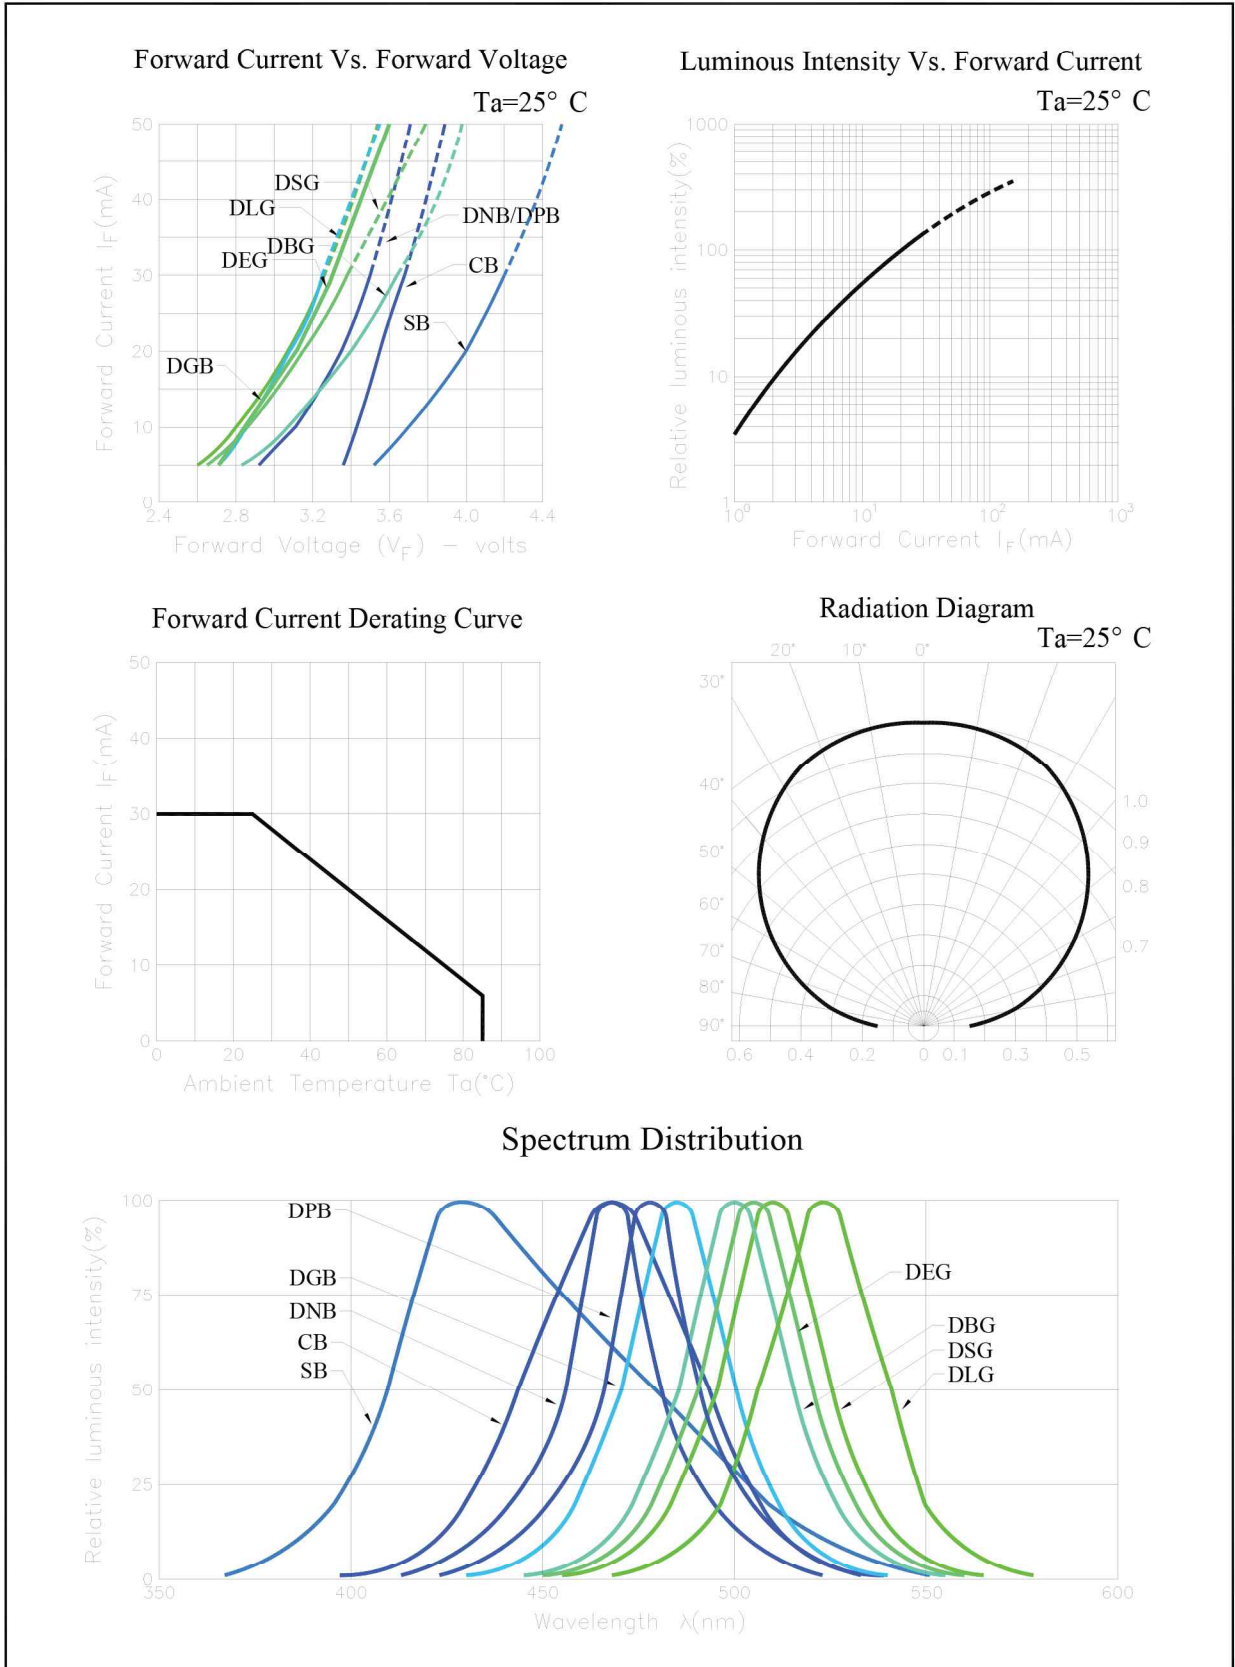 Forward Current Vs. Forward Voltage
Ta=25° C
50
40
30
20
10
0
Forward Current IF(mA)
DSG
DLG
DBG
DEG
DGB
DNB/DPB
CB
SB
2.4 2.8 3.2 3.6 4.0 4.4
Forward Voltage (VF) - volts
Luminous Intensity Vs. Forward Current
Ta=25° C
1000
100
10
1
Relative luminous intensity(%)
10⁰ 10¹ 10² 10³
Forward Current IF(mA)
Forward Current Derating Curve
50
40
30
20
10
0
Forward Current IF(mA)
0 20 40 60 80 100
Ambient Temperature Ta(°C)
Radiation Diagram
Ta=25° C
20° 10° 0°
30°
40°
50°
60°
70°
80°
90°
1.0
0.9
0.8
0.7
0.6 0.4 0.2 0 0.1 0.3 0.5
Spectrum Distribution
100
75
50
25
0
Relative luminous intensity(%)
DPB
DGB
DNB
CB
SB
DEG
DBG
DSG
DLG
350 400 450 500 550 600
Wavelength λ(nm)